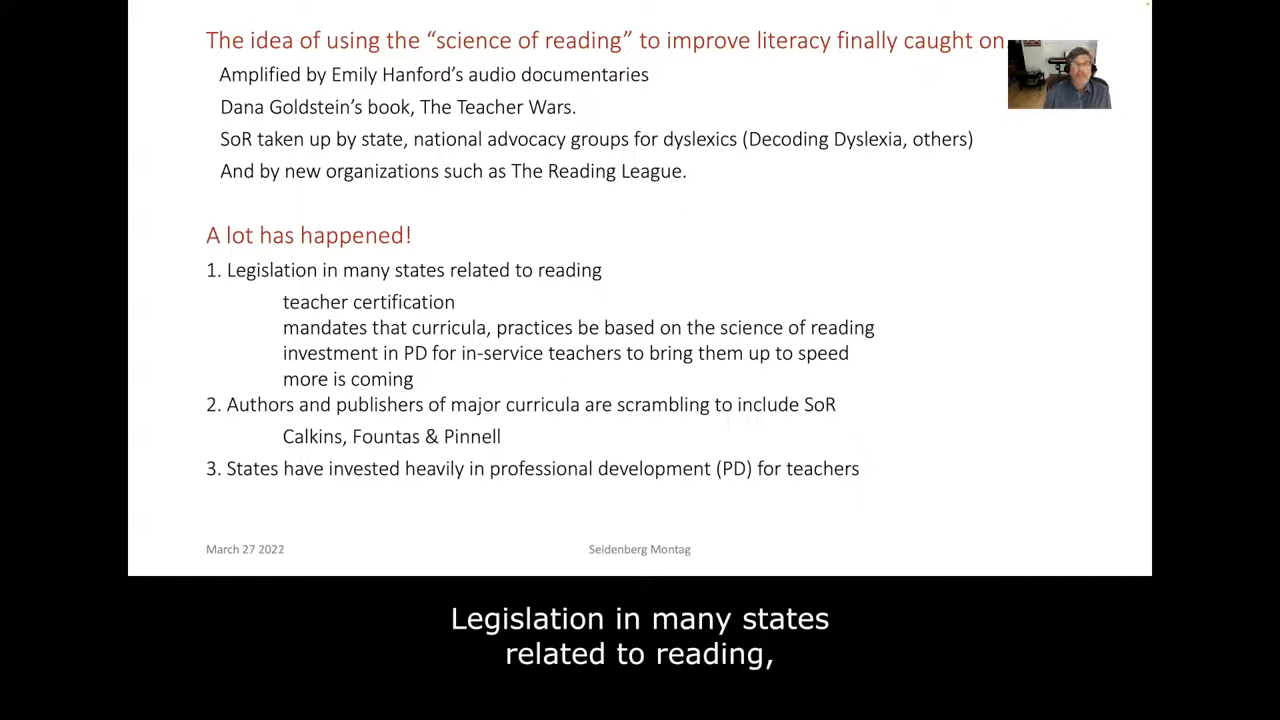 The idea of using the “science of reading” to improve literacy finally caught on.
Amplified by Emily Hanford’s audio documentaries
Dana Goldstein’s book, The Teacher Wars.
SoR taken up by state, national advocacy groups for dyslexics (Decoding Dyslexia, others)
And by new organizations such as The Reading League.
A lot has happened!
1. Legislation in many states related to reading
teacher certification
mandates that curricula, practices be based on the science of reading
investment in PD for in-service teachers to bring them up to speed
more is coming
2. Authors and publishers of major curricula are scrambling to include SoR
Calkins, Fountas & Pinnell
3. States have invested heavily in professional development (PD) for teachers
March 27 2022
Seidenberg Montag
Legislation in many states
related to reading,